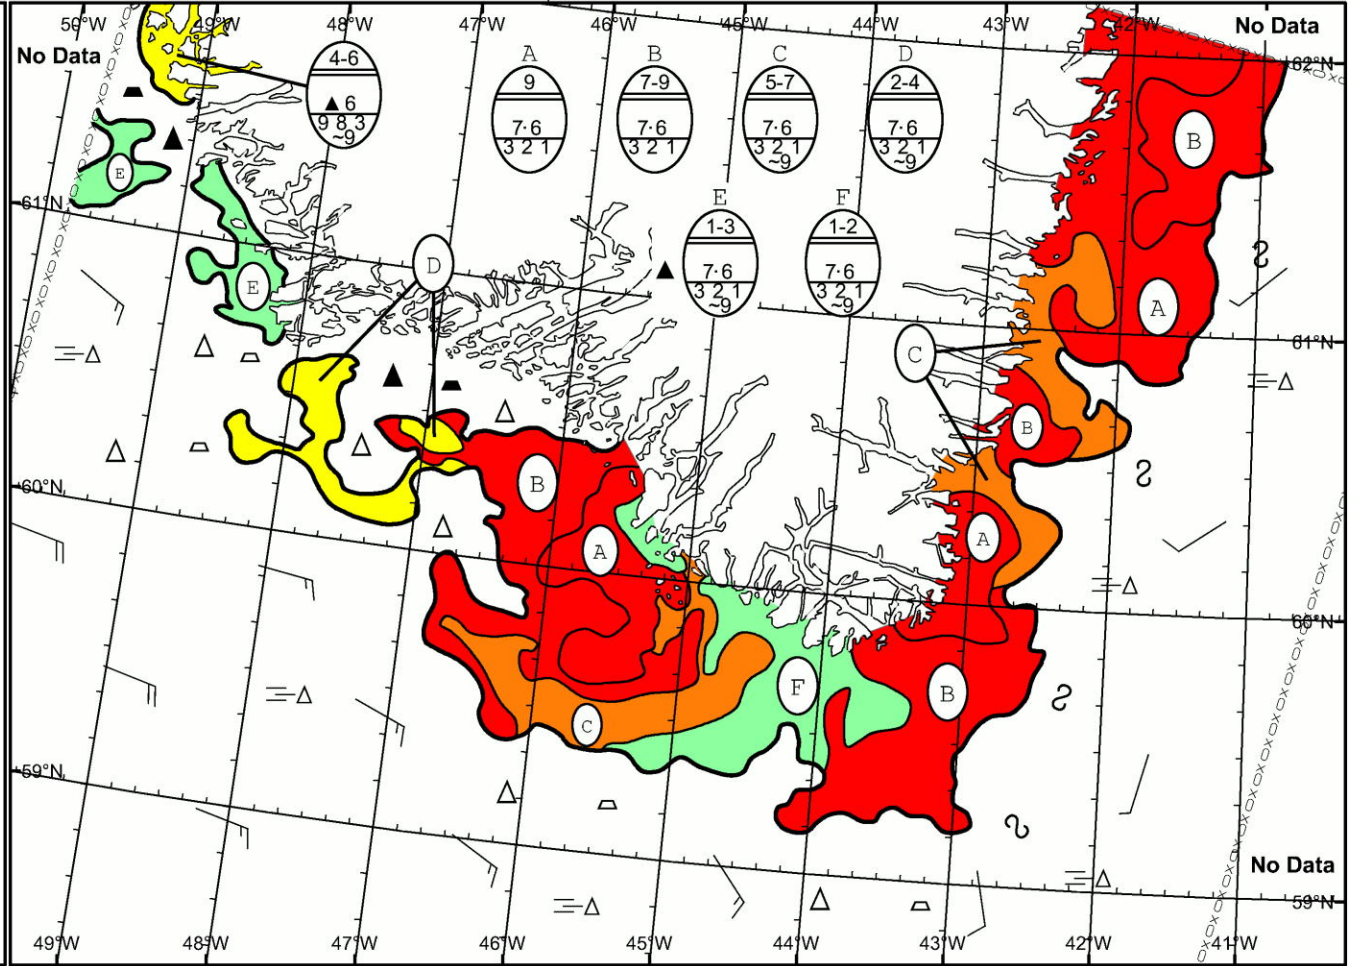 50°W 49°W 48°W 47°W 46°W 45°W 44°W 43°W 42°W
No Data
No Data
62°N
4-6
6
9 8 3
~9
A B C D
9 7-9 5-7 2-4
7·6 7·6 7·6 7·6
3 2 1 3 2 1 3 2 1 3 2 1
~9 ~9
B
E
61°N
E F
1-3 1-2
7·6 7·6
3 2 1 3 2 1
~9 ~9
D
E
A
C
61°N
B
B
60°N
A
A
60°N
F
B
C
59°N
No Data
59°N
49°W 48°W 47°W 46°W 45°W 44°W 43°W 42°W 41°W